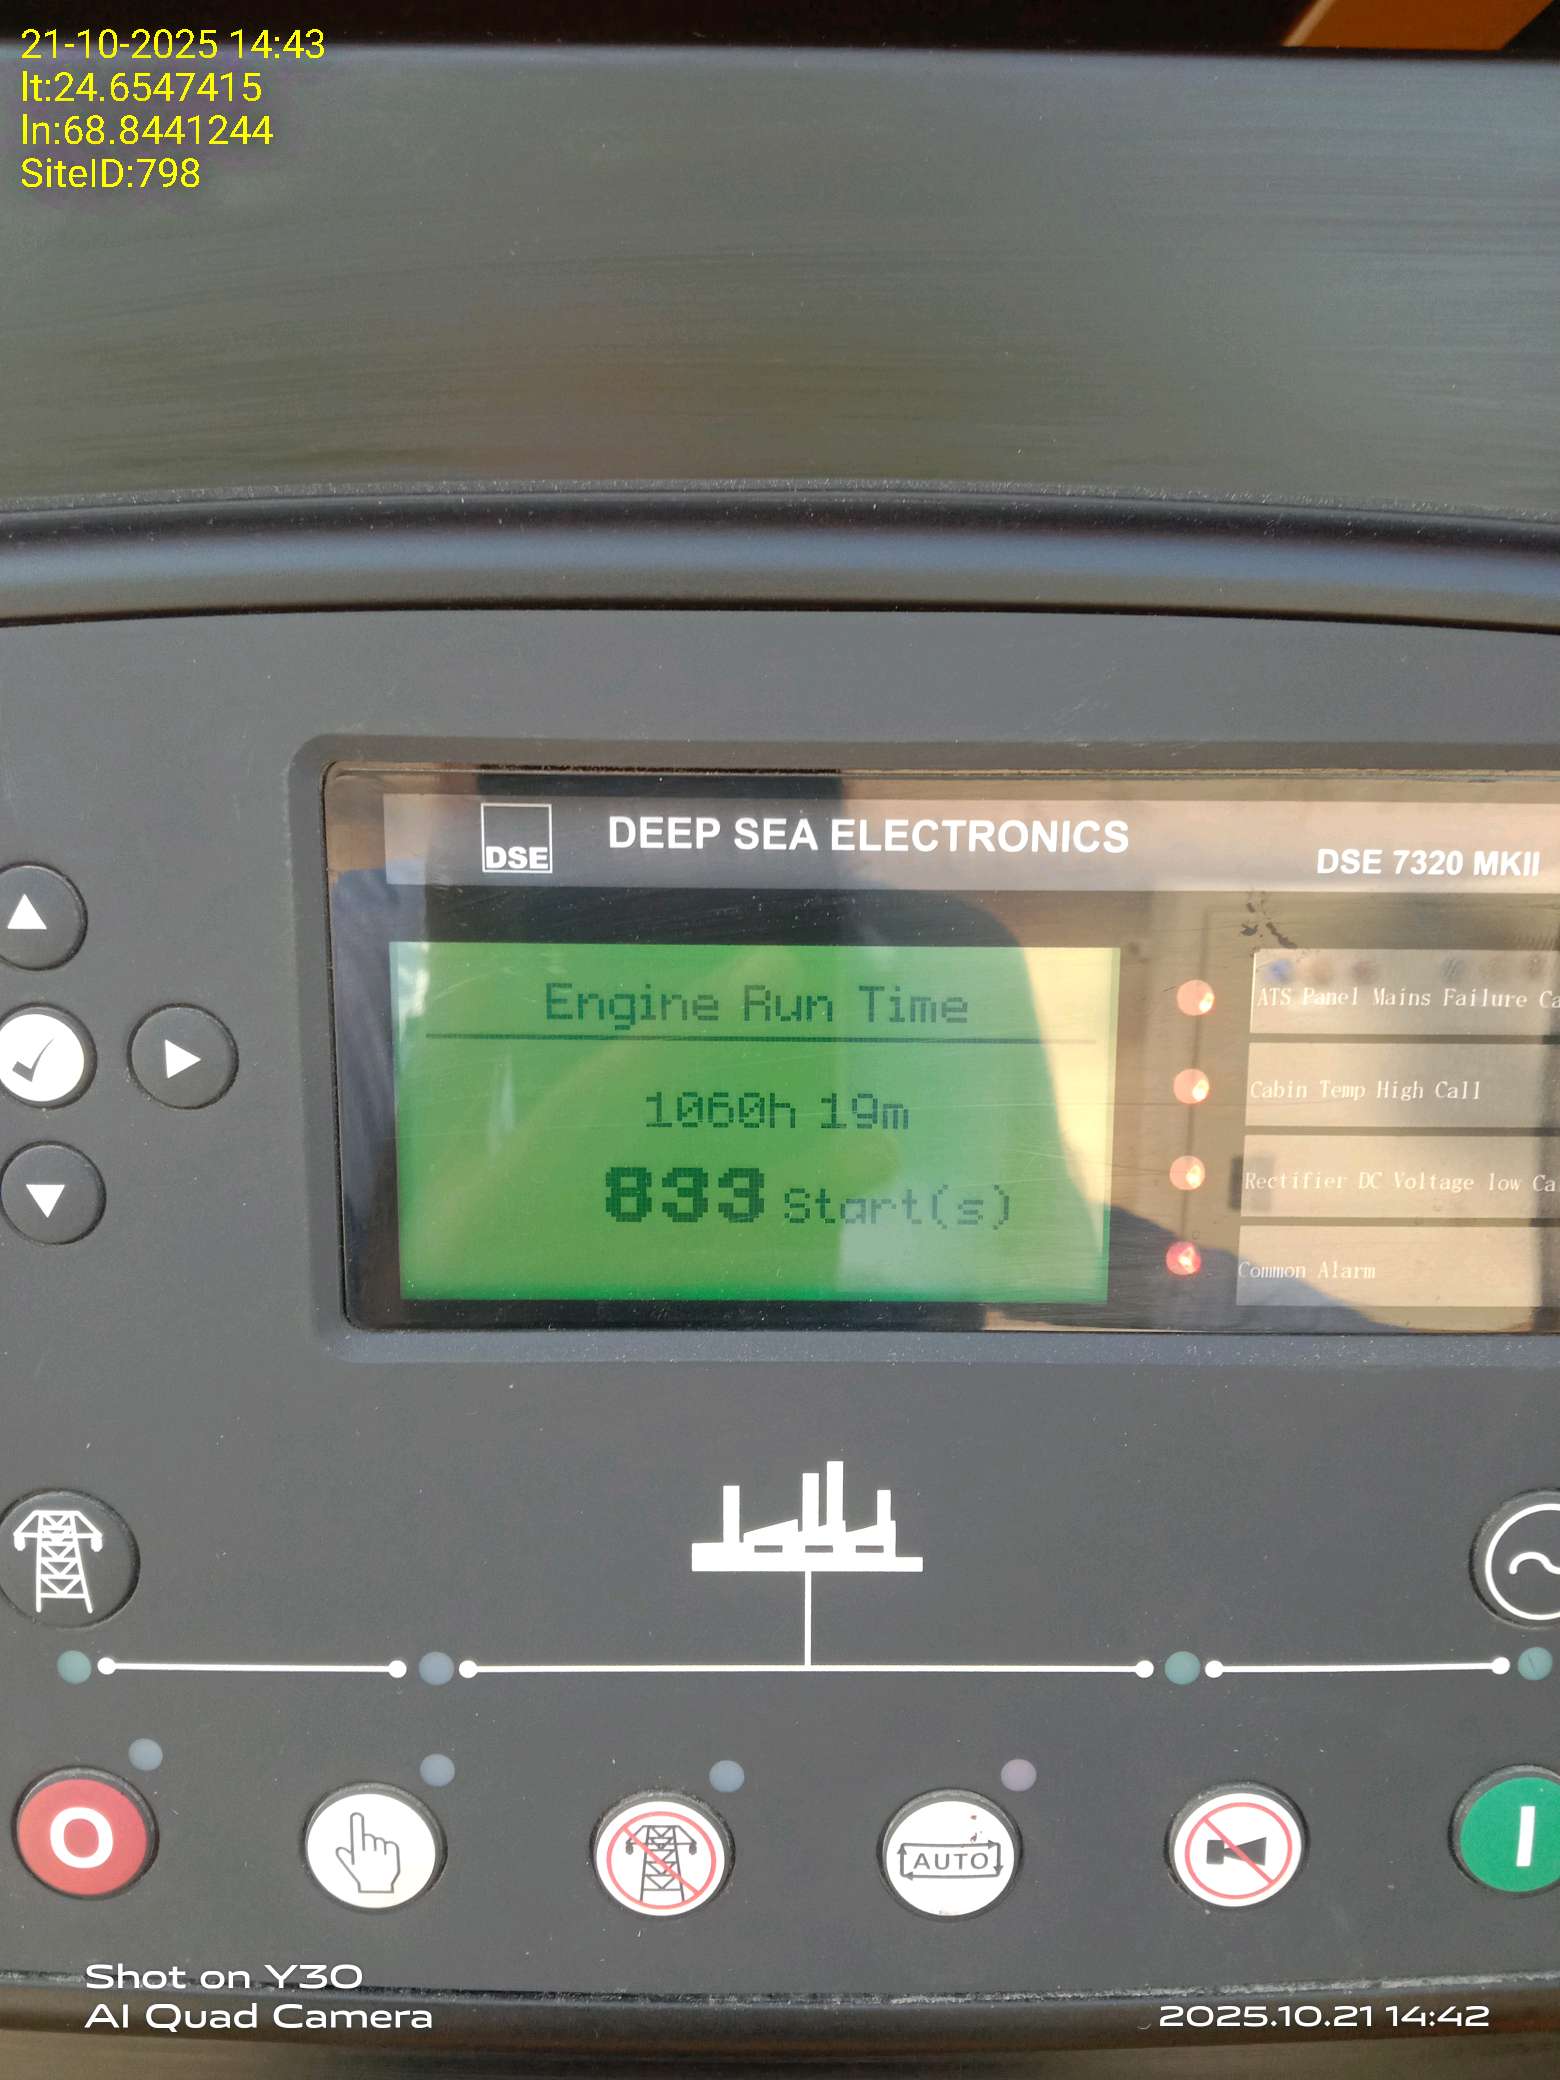 21-10-2025 14:43
lt:24.6547415
ln:68.8441244
SiteID:798
DSE
DEEP SEA ELECTRONICS
DSE 7320 MKII
Engine Run Time
1060h 19m
833 Start(s)
ATS Panel Mains Failure Ca
Cabin Temp High Call
Rectifier DC Voltage low Ca
Common Alarm
O
AUTO
I
Shot on Y30
AI Quad Camera
2025.10.21 14:42